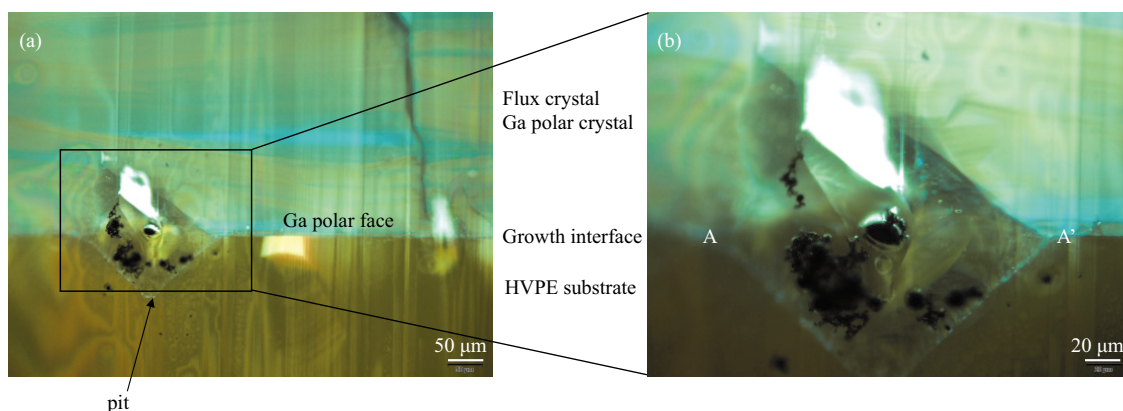 (a)
Ga polar face
50 μm
pit
Flux crystal
Ga polar crystal
Growth interface
HVPE substrate
(b)
A
A'
20 μm